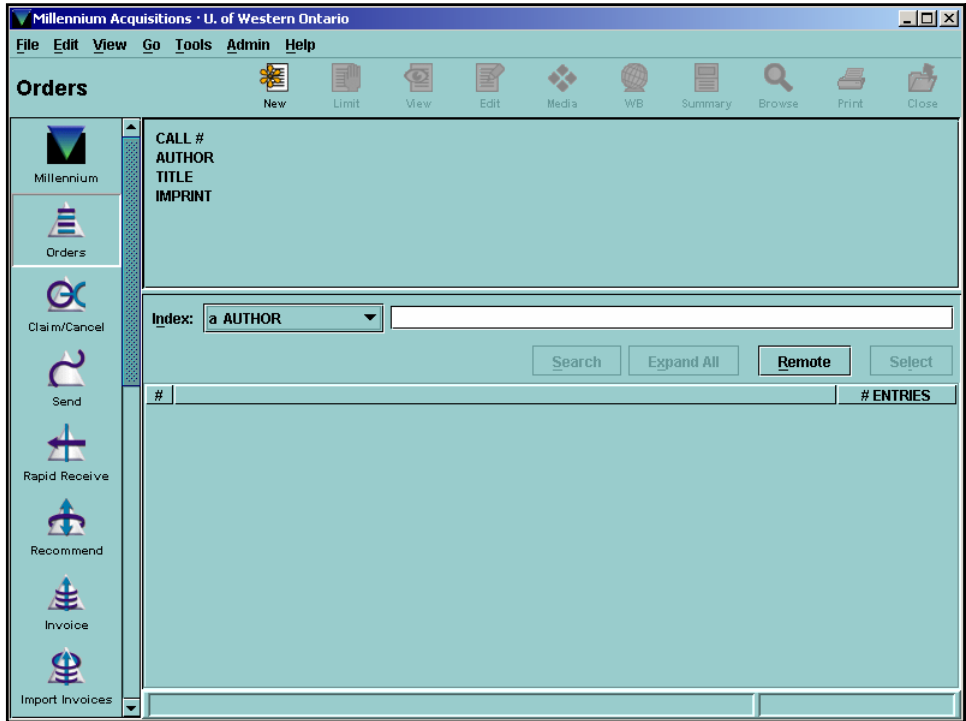 Millennium Acquisitions · U. of Western Ontario
File Edit View Go Tools Admin Help
Orders
New Limit View Edit Media WB Summary Browse Print Close
Millennium
Orders
Claim/Cancel
Send
Rapid Receive
Recommend
Invoice
Import Invoices
CALL #
AUTHOR
TITLE
IMPRINT
Index: a AUTHOR
Search Expand All Remote Select
# # ENTRIES